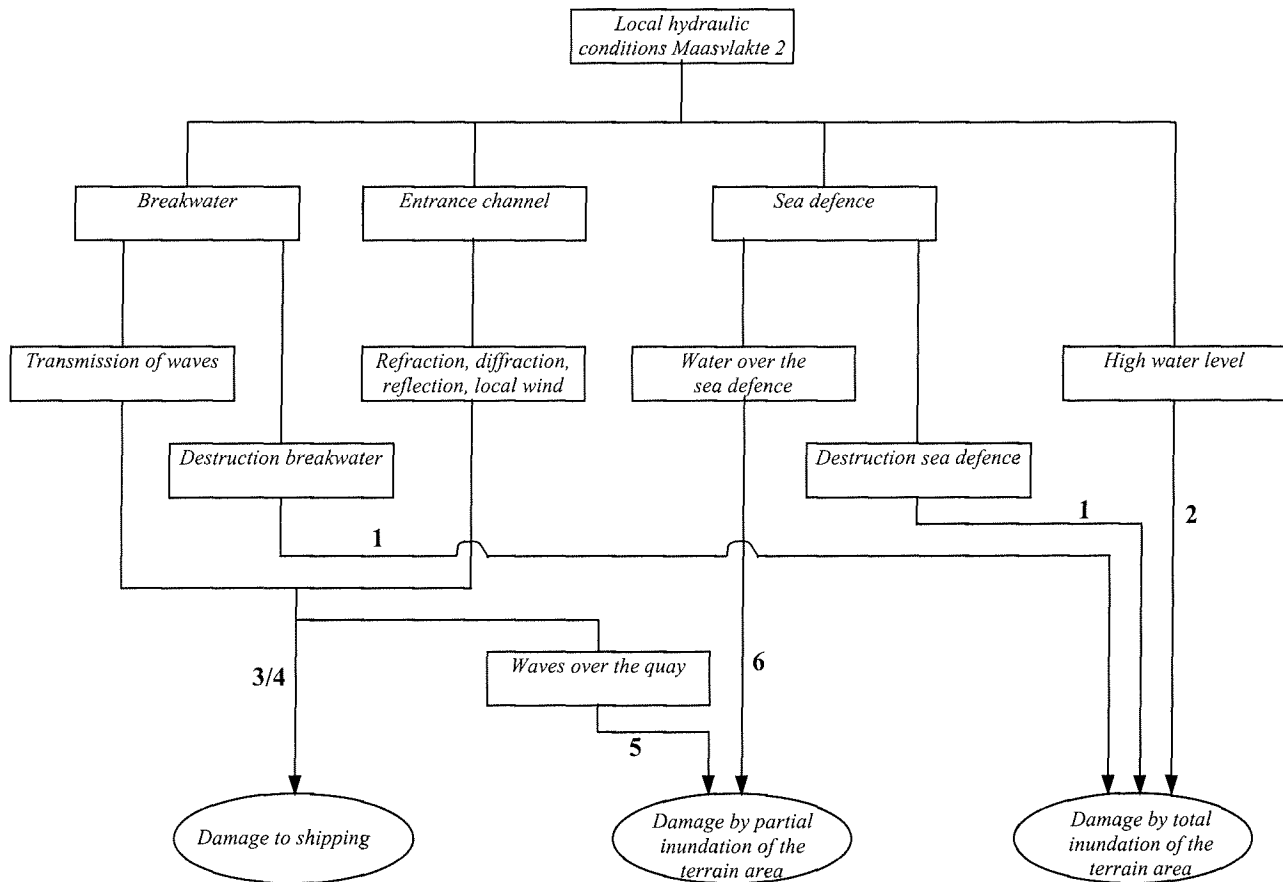 Local hydraulic
conditions Maasvlakte 2
Breakwater
Entrance channel
Sea defence
Transmission of waves
Refraction, diffraction,
reflection, local wind
Water over the
sea defence
High water level
Destruction breakwater
Destruction sea defence
1
1
2
3/4
Waves over the quay
6
5
Damage to shipping
Damage by partial
inundation of the
terrain area
Damage by total
inundation of the
terrain area